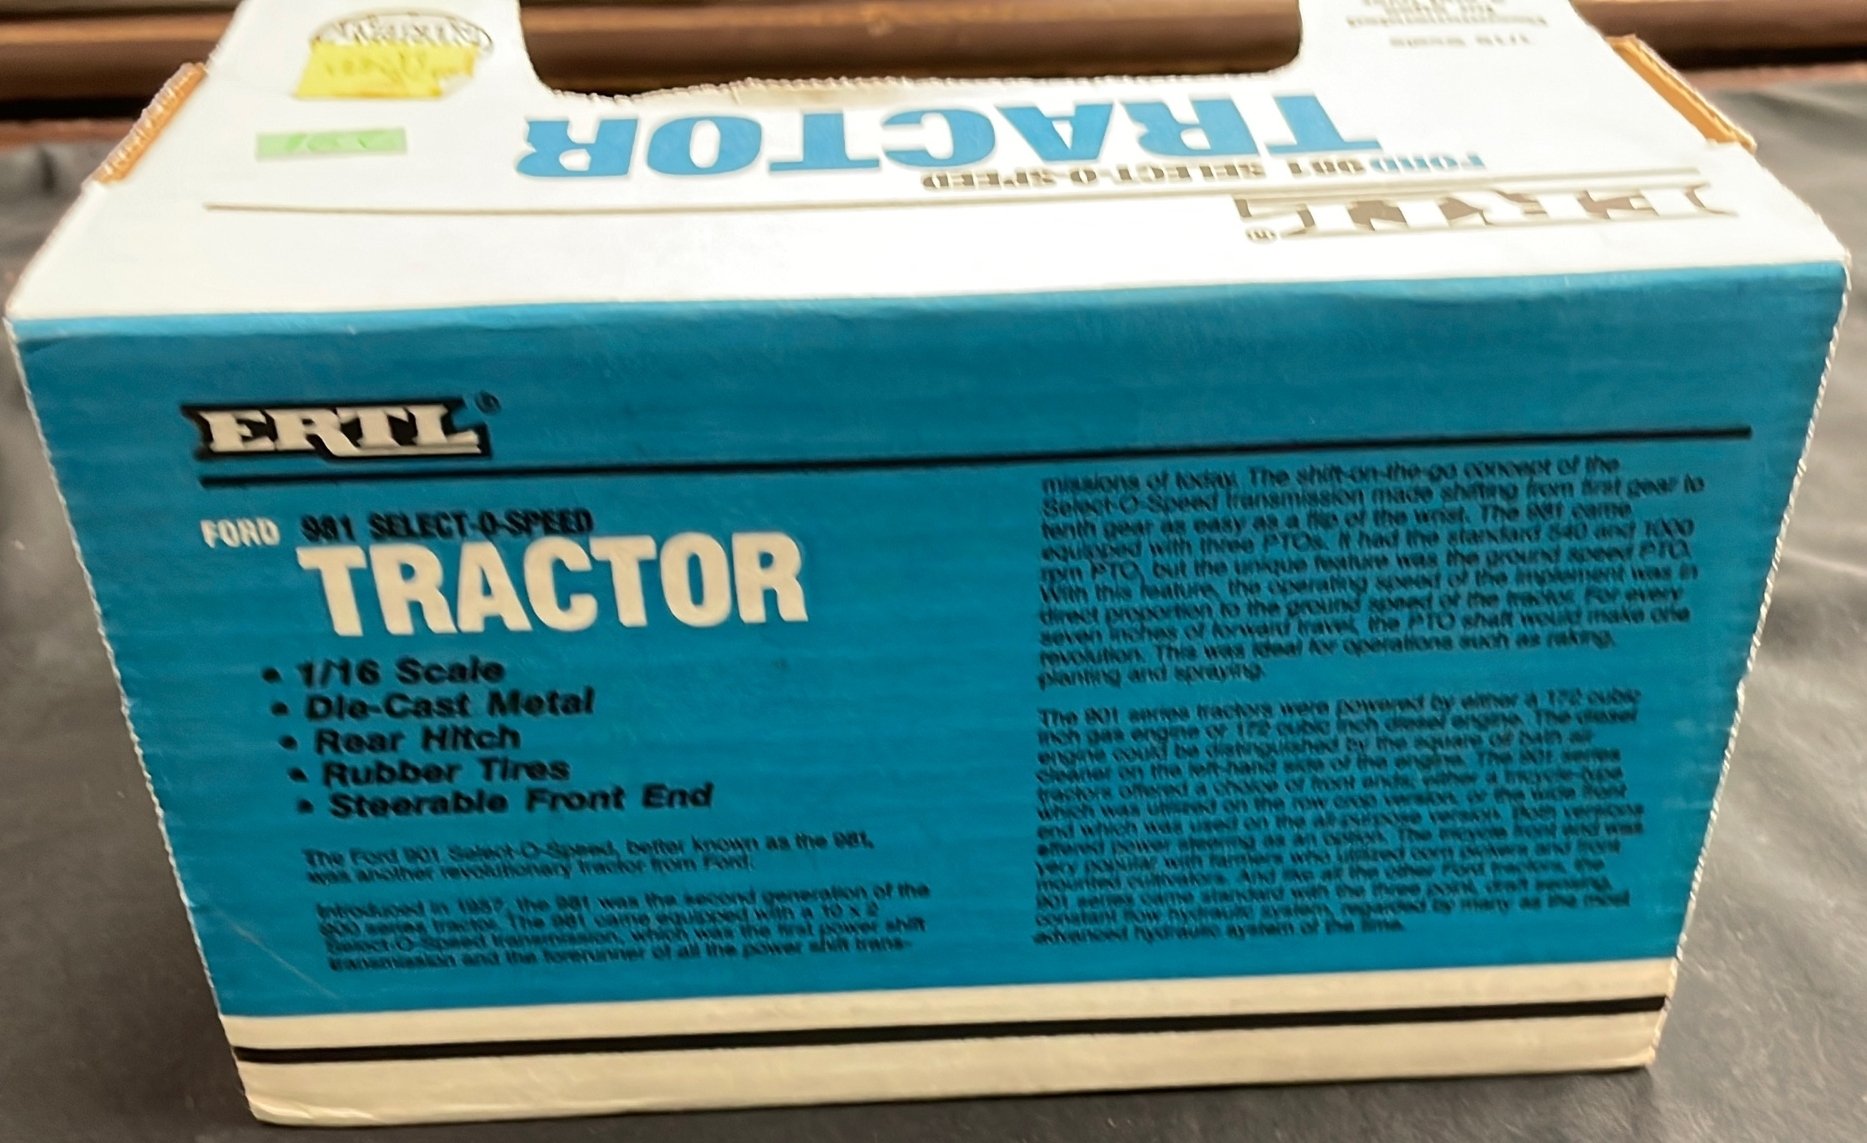 1/16 Scale
TRACTOR
FORD 981 SELECT-O-SPEED
ERTL®
ERTL®
FORD 981 SELECT-O-SPEED
TRACTOR
• 1/16 Scale
• Die-Cast Metal
• Rear Hitch
• Rubber Tires
• Steerable Front End
The Ford 901 Select-O-Speed, better known as the 981,
was another revolutionary tractor from Ford.
Introduced in 1957, the 981 was the second generation of the
900 series tractor. The 981 came equipped with a 10 x 2
Select-O-Speed transmission, which was the first power shift
transmission and the forerunner of all the power shift trans-
missions of today. The shift-on-the-go concept of the
Select-O-Speed transmission made shifting from first gear to
tenth gear as easy as a flip of the wrist. The 981 came
equipped with three PTOs. It had the standard 540 and 1000
rpm PTO, but the unique feature was the ground speed PTO.
With this feature, the operating speed of the implement was in
direct proportion to the ground speed of the tractor. For every
seven inches of forward travel, the PTO shaft would make one
revolution. This was ideal for operations such as raking,
planting and spraying.
The 901 series tractors were powered by either a 172 cubic
inch gas engine or 172 cubic inch diesel engine. The diesel
engine could be distinguished by the square oil bath air
cleaner on the left-hand side of the engine. The 901 series
tractors offered a choice of front ends; either a tricycle-type
which was utilized on the row crop version, or the wide front
end which was used on the all-purpose version. Both versions
offered power steering as an option. The tricycle front end was
very popular with farmers who utilized corn pickers and front
mounted cultivators. And like all the other Ford tractors, the
901 series came standard with the three point, draft sensing,
constant flow hydraulic system, regarded by many as the most
advanced hydraulic system of the time.